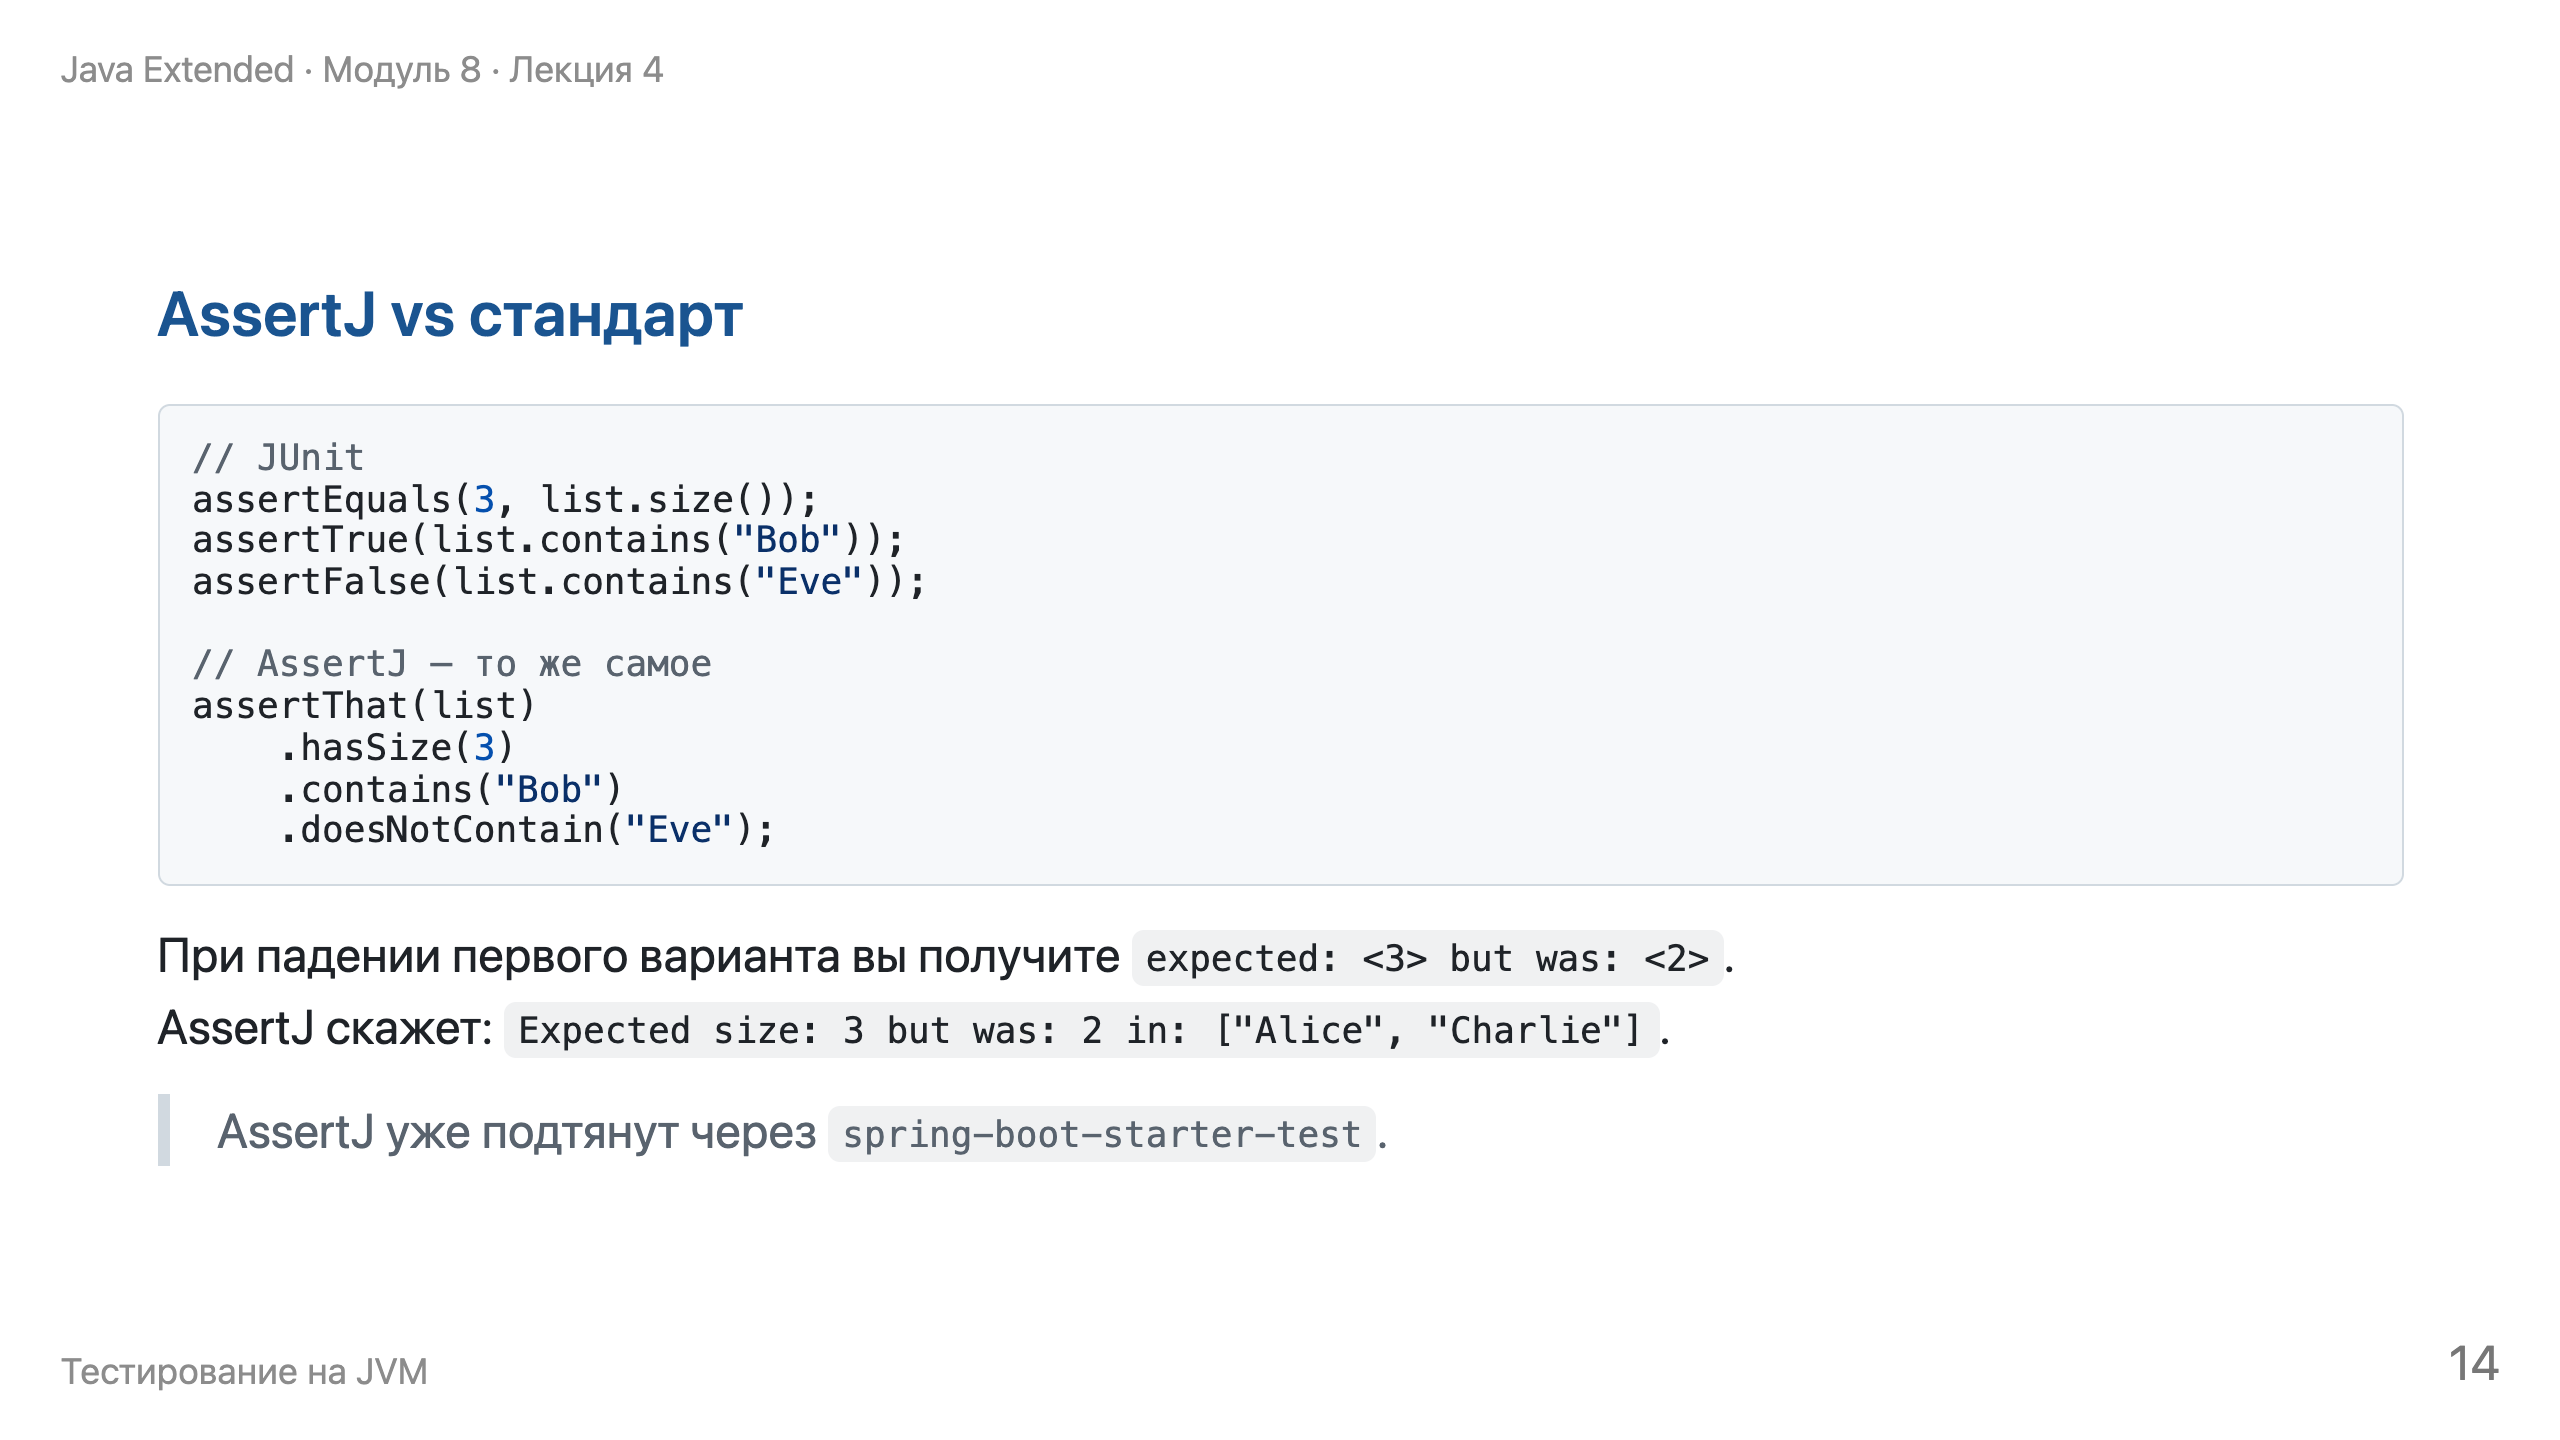 Java Extended · Модуль 8 · Лекция 4
AssertJ vs стандарт
// JUnit
assertEquals(3, list.size());
assertTrue(list.contains("Bob"));
assertFalse(list.contains("Eve"));
// AssertJ — то же самое
assertThat(list)
    .hasSize(3)
    .contains("Bob")
    .doesNotContain("Eve");
При падении первого варианта вы получите expected: <3> but was: <2>.
AssertJ скажет: Expected size: 3 but was: 2 in: ["Alice", "Charlie"].
AssertJ уже подтянут через spring-boot-starter-test.
Тестирование на JVM
14